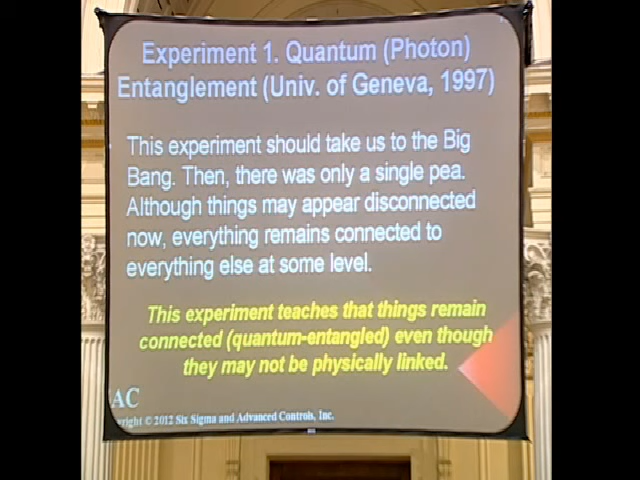 Experiment 1. Quantum (Photon)
Entanglement (Univ. of Geneva, 1997)
This experiment should take us to the Big
Bang. Then, there was only a single pea.
Although things may appear disconnected
now, everything remains connected to
everything else at some level.
This experiment teaches that things remain
connected (quantum-entangled) even though
they may not be physically linked.
AC
yright © 2012 Six Sigma and Advanced Controls, Inc.